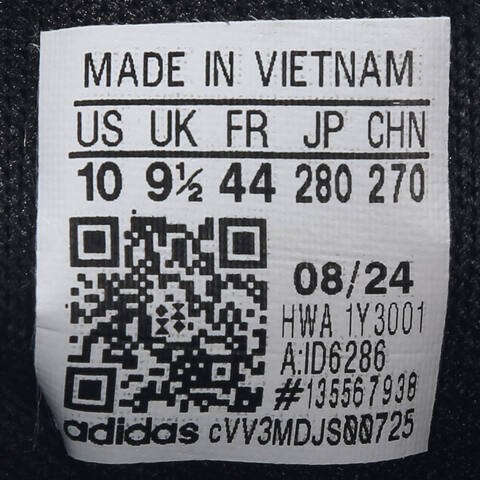 MADE IN VIETNAM
US UK FR JP CHN
10 9½ 44 280 270
08/24
HWA 1Y3001
A:ID6286
#135567938
adidas cVV3MDJS00725